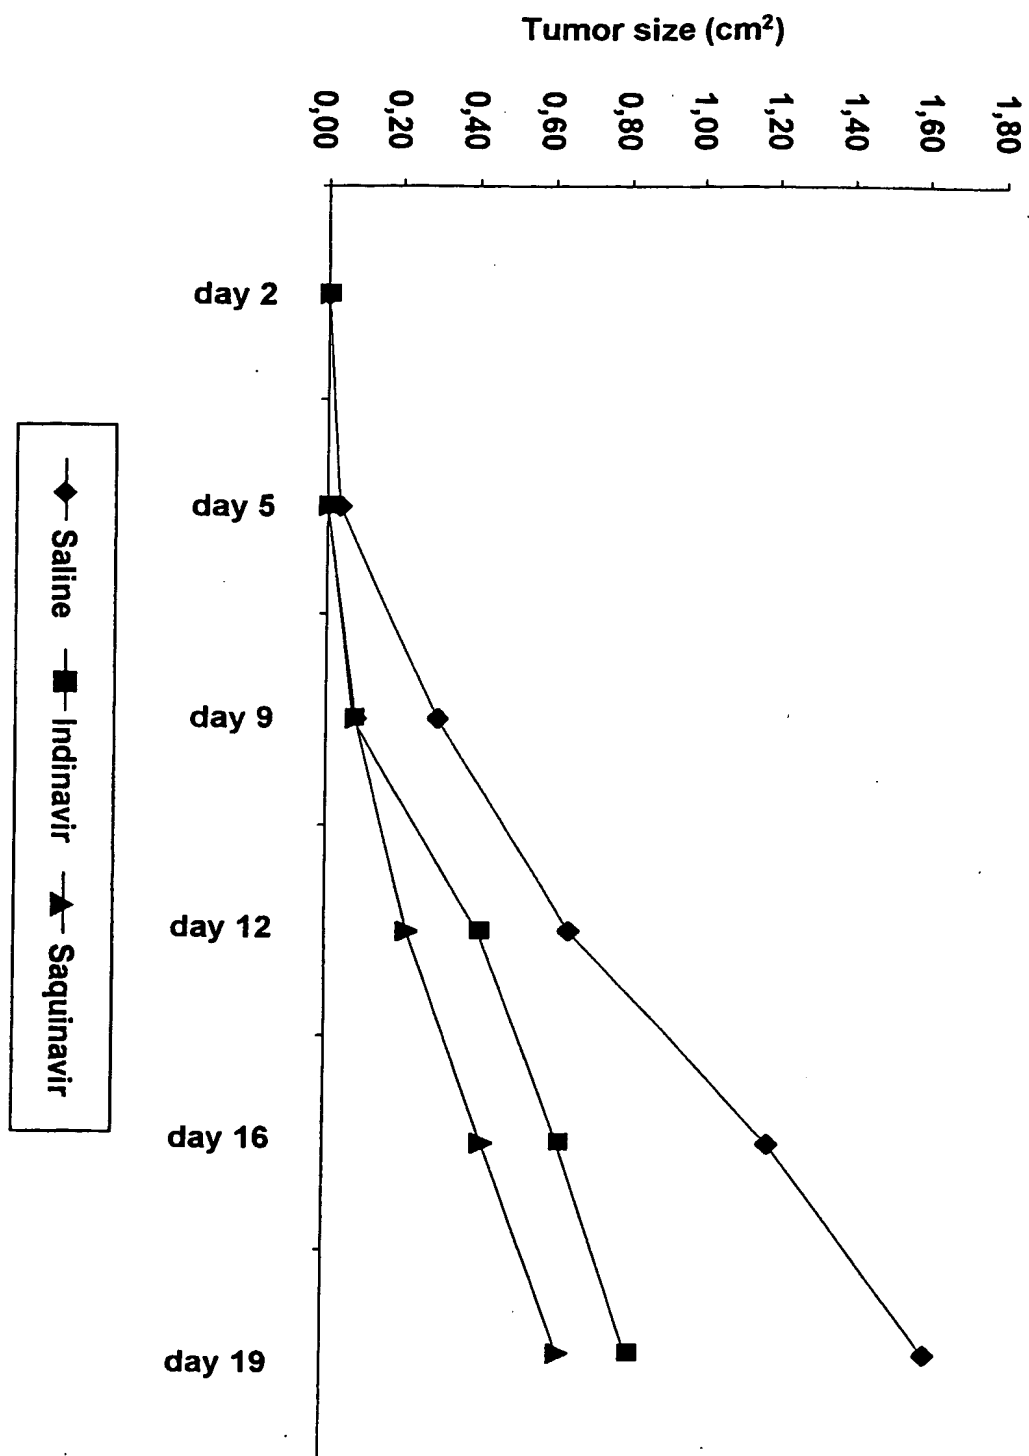 Tumor size (cm²)
0,00
0,20
0,40
0,60
0,80
1,00
1,20
1,40
1,60
1,80
day 2
day 5
day 9
day 12
day 16
day 19
Saline Indinavir Saquinavir